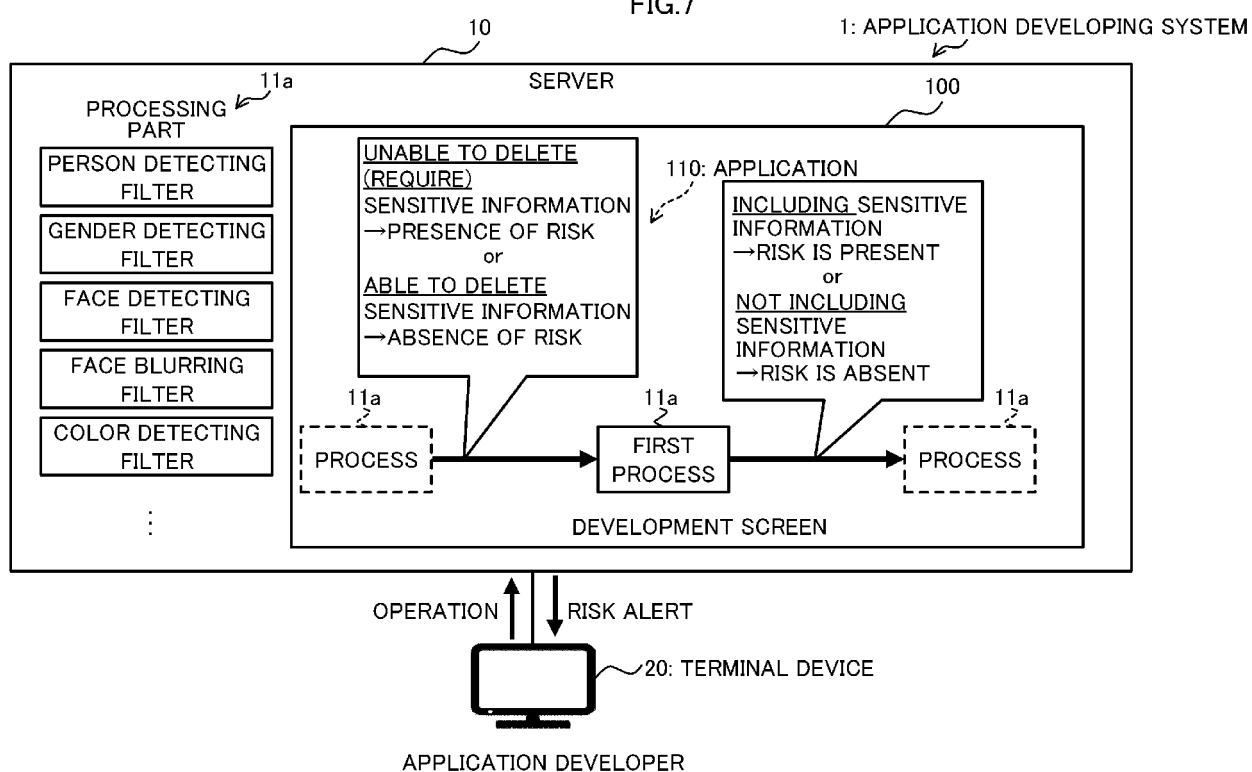 FIG.7
10
1: APPLICATION DEVELOPING SYSTEM
SERVER
11a
PROCESSING
PART
PERSON DETECTING
FILTER
GENDER DETECTING
FILTER
FACE DETECTING
FILTER
FACE BLURRING
FILTER
COLOR DETECTING
FILTER
⋮
100
UNABLE TO DELETE
(REQUIRE)
SENSITIVE INFORMATION
→PRESENCE OF RISK
or
ABLE TO DELETE
SENSITIVE INFORMATION
→ABSENCE OF RISK
110: APPLICATION
INCLUDING SENSITIVE
INFORMATION
→RISK IS PRESENT
or
NOT INCLUDING
SENSITIVE
INFORMATION
→RISK IS ABSENT
11a
PROCESS
11a
FIRST
PROCESS
11a
PROCESS
DEVELOPMENT SCREEN
OPERATION
RISK ALERT
20: TERMINAL DEVICE
APPLICATION DEVELOPER